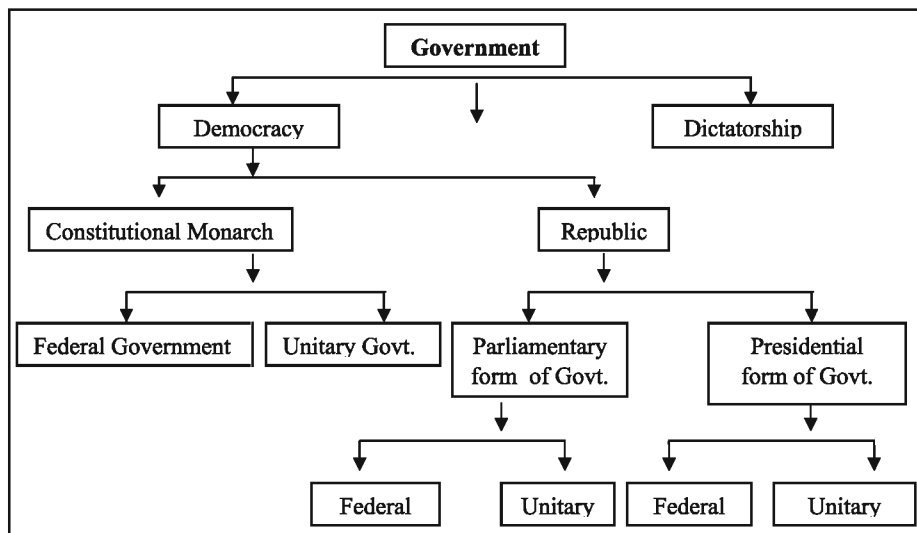 Government
Democracy
Dictatorship
Constitutional Monarch
Republic
Federal Government
Unitary Govt.
Parliamentary
form of Govt.
Presidential
form of Govt.
Federal
Unitary
Federal
Unitary